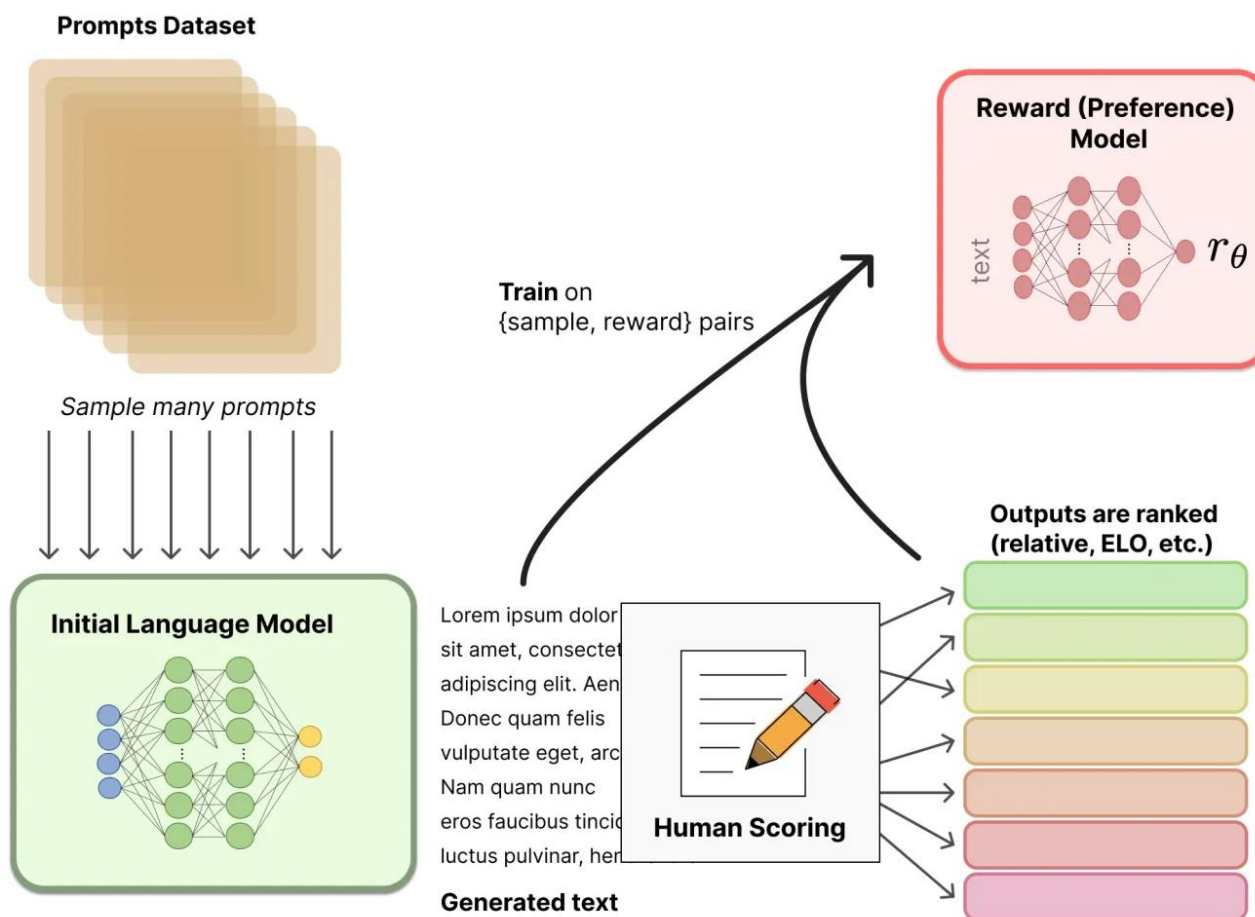 Prompts Dataset
Sample many prompts
Initial Language Model
Train on
{sample, reward} pairs
Reward (Preference)
Model
text
rθ
Lorem ipsum dolor
sit amet, consectet
adipiscing elit. Aen
Donec quam felis
vulputate eget, arc
Nam quam nunc
eros faucibus tincid
luctus pulvinar, her
Generated text
Human Scoring
Outputs are ranked
(relative, ELO, etc.)